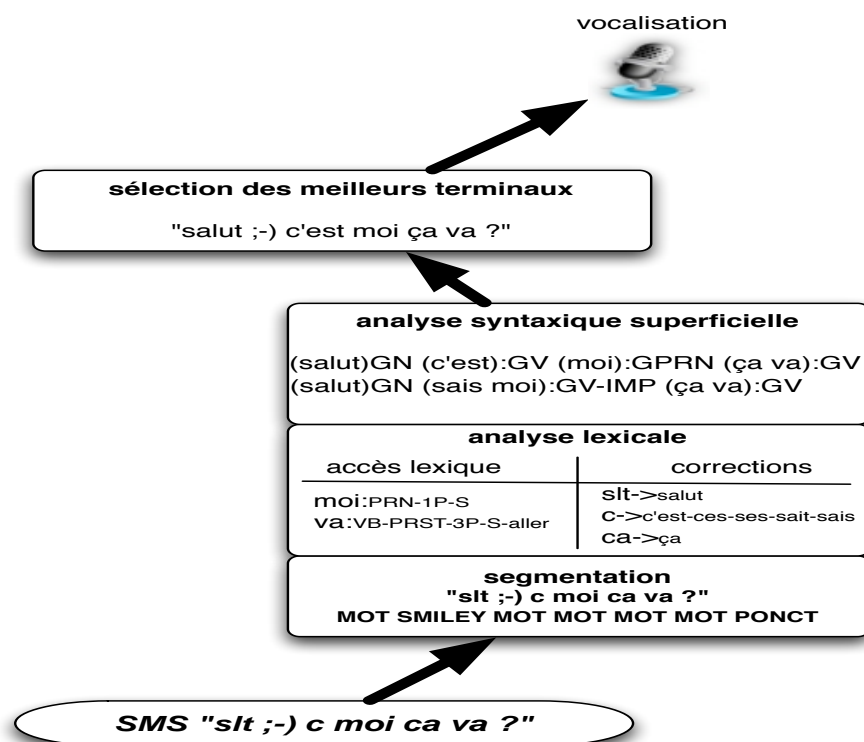 vocalisation
sélection des meilleurs terminaux
"salut ;-) c'est moi ça va ?"
analyse syntaxique superficielle
(salut)GN (c'est):GV (moi):GPRN (ça va):GV
(salut)GN (sais moi):GV-IMP (ça va):GV
analyse lexicale
accès lexique
corrections
moi:PRN-1P-S
va:VB-PRST-3P-S-aller
slt->salut
c->c'est-ces-ses-sait-sais
ca->ça
segmentation
"slt ;-) c moi ca va ?"
MOT SMILEY MOT MOT MOT MOT PONCT
SMS "slt ;-) c moi ca va ?"